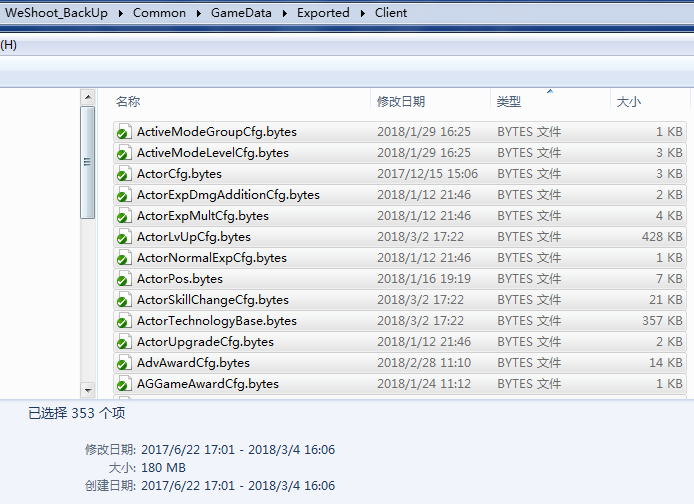 WeShoot_BackUp ▸ Common ▸ GameData ▸ Exported ▸ Client
(H)
名称 修改日期 类型 大小
ActiveModeGroupCfg.bytes 2018/1/29 16:25 BYTES 文件 1 KB
ActiveModeLevelCfg.bytes 2018/1/29 16:25 BYTES 文件 3 KB
ActorCfg.bytes 2017/12/15 15:06 BYTES 文件 3 KB
ActorExpDmgAdditionCfg.bytes 2018/1/12 21:46 BYTES 文件 2 KB
ActorExpMultCfg.bytes 2018/1/12 21:46 BYTES 文件 4 KB
ActorLvUpCfg.bytes 2018/3/2 17:22 BYTES 文件 428 KB
ActorNormalExpCfg.bytes 2018/1/12 21:46 BYTES 文件 1 KB
ActorPos.bytes 2018/1/16 19:19 BYTES 文件 7 KB
ActorSkillChangeCfg.bytes 2018/3/2 17:22 BYTES 文件 21 KB
ActorTechnologyBase.bytes 2018/3/2 17:22 BYTES 文件 357 KB
ActorUpgradeCfg.bytes 2018/1/12 21:46 BYTES 文件 2 KB
AdvAwardCfg.bytes 2018/2/28 11:10 BYTES 文件 14 KB
AGGameAwardCfg.bytes 2018/1/24 11:12 BYTES 文件 1 KB
已选择 353 个项
修改日期: 2017/6/22 17:01 - 2018/3/4 16:06
大小: 180 MB
创建日期: 2017/6/22 17:01 - 2018/3/4 16:06